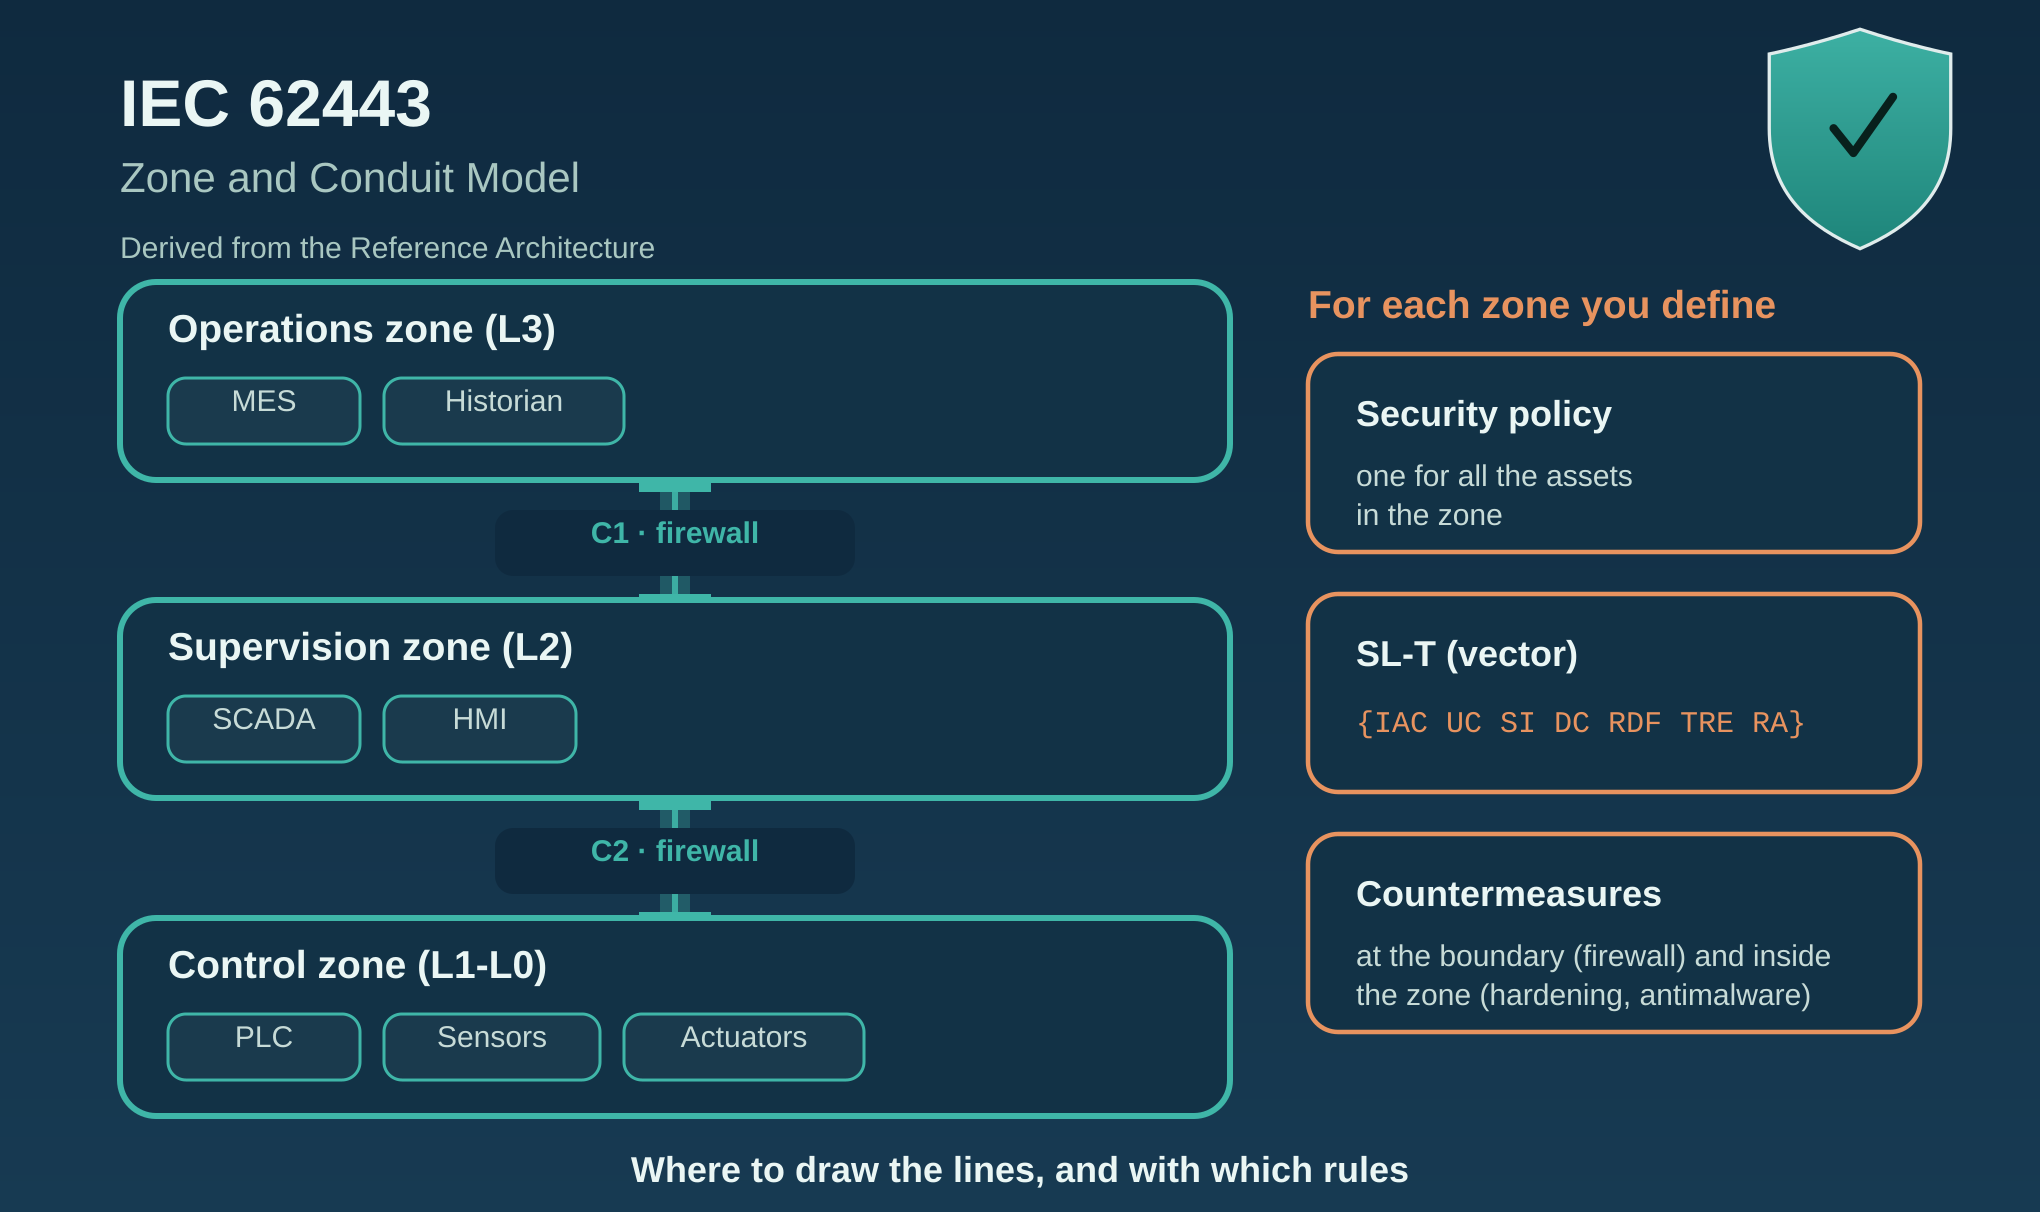 IEC 62443
Zone and Conduit Model
Derived from the Reference Architecture
Operations zone (L3)
MES
Historian
C1 · firewall
Supervision zone (L2)
SCADA
HMI
C2 · firewall
Control zone (L1-L0)
PLC
Sensors
Actuators
For each zone you define
Security policy
one for all the assets
in the zone
SL-T (vector)
{IAC UC SI DC RDF TRE RA}
Countermeasures
at the boundary (firewall) and inside
the zone (hardening, antimalware)
Where to draw the lines, and with which rules